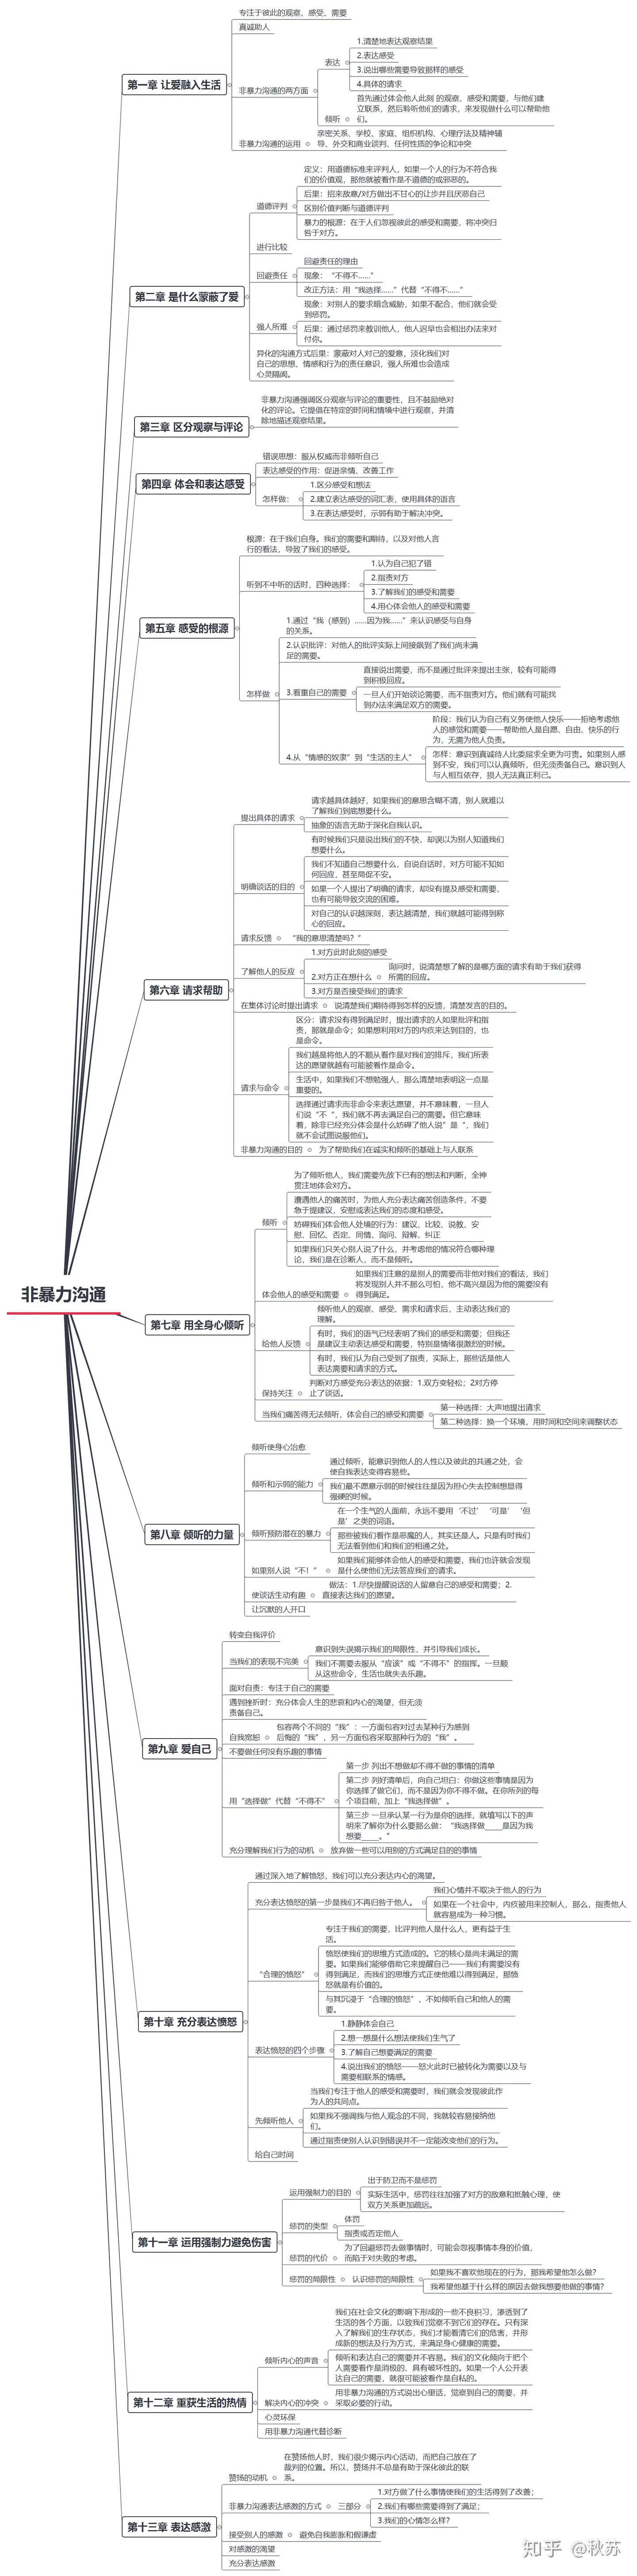 专注于彼此的观察、感受、需要
真诚助人
第一章 让爱融入生活
非暴力沟通的两方面
表达
1.清楚地表达观察结果
2.表达感受
3.说出哪些需要导致那样的感受
4.具体的请求
倾听
首先通过体会他人此刻 的观察、感受和需要，与他们建
立联系，然后聆听他们的请求，来发现做什么可以帮助他
们。
非暴力沟通的运用
亲密关系、学校、家庭、组织机构、心理疗法及精神辅
导、外交和商业谈判、任何性质的争论和冲突
第二章 是什么蒙蔽了爱
道德评判
定义：用道德标准来评判人，如果一个人的行为不符合我
们的价值观，那他就被看作是不道德的或邪恶的。
后果：招来敌意/对方做出不甘心的让步并且厌恶自己
区别价值判断与道德评判
暴力的根源：在于人们忽视彼此的感受和需要，将冲突归
咎于对方。
进行比较
回避责任
回避责任的理由
现象：“不得不……”
改正方法：用“我选择……”代替“不得不……”
强人所难
现象：对别人的要求暗含威胁，如果不配合，他们就会受
到惩罚。
后果：通过惩罚来教训他人，他人迟早也会相出办法来对
付你。
异化的沟通方式后果：蒙蔽对人对己的爱意，淡化我们对
自己的思想、情感和行为的责任意识，强人所难也会造成
心灵隔阂。
第三章 区分观察与评论
非暴力沟通强调区分观察与评论的重要性，且不鼓励绝对
化的评论。它提倡在特定的时间和情境中进行观察，并清
除地描述观察结果。
第四章 体会和表达感受
错误思想：服从权威而非倾听自己
表达感受的作用：促进亲情、改善工作
怎样做：
1.区分感受和想法
2.建立表达感受的词汇表，使用具体的语言
3.在表达感受时，示弱有助于解决冲突。
第五章 感受的根源
根源：在于我们自身。我们的需要和期待，以及对他人言
行的看法，导致了我们的感受。
听到不中听的话时，四种选择：
1.认为自己犯了错
2.指责对方
3.了解我们的感受和需要
4.用心体会他人的感受和需要
怎样做
1.通过“我（感到）……因为我……”来认识感受与自身
的关系。
2.认识批评：对他人的批评实际上间接飙到了我们尚未满
足的需要。
3.看重自己的需要
直接说出需要，而不是通过批评来提出主张，较有可能得
到积极回应。
一旦人们开始谈论需要，而不指责对方。他们就有可能找
到办法来满足双方的需要。
4.从“情感的奴隶”到“生活的主人”
阶段：我们认为自己有义务使他人快乐——拒绝考虑他
人的感觉和需要——帮助他人是自愿、自由、快乐的行
为，无需为他人负责。
怎样：意识到真诚待人比委屈求全更为可贵。如果别人感
到不安，我们可以认真倾听，但无须责备自己。意识到人
与人相互依存，损人无法真正利己。
第六章 请求帮助
提出具体的请求
请求越具体越好，如果我们的意思含糊不清，别人就难以
了解我们到底想要什么。
抽象的语言无助于深化自我认识。
明确谈话的目的
有时候我们只是说出我们的不快，却误以为别人知道我们
想要什么。
我们不知道自己想要什么，自说自话时，对方可能不知如
何回应，甚至局促不安。
如果一个人提出了明确的请求，却没有提及感受和需要，
也有可能导致交流的困难。
对自己的认识越深刻，表达越清楚，我们就越可能得到称
心的回应。
请求反馈
“我的意思清楚吗？”
了解他人的反应
1.对方此时此刻的感受
2.对方正在想什么
询问时，说清楚想了解的是哪方面的请求有助于我们获得
所需的回应。
3.对方是否接受我们的请求
在集体讨论时提出请求
说清楚我们期待得到怎样的反馈，清楚发言的目的。
请求与命令
区分：请求没有得到满足时，提出请求的人如果批评和指
责，那就是命令；如果想利用对方的内疚来达到目的，也
是命令。
我们越是将他人的不顺从看作是对我们的排斥，我们所表
达的愿望就越有可能被看作是命令。
生活中，如果我们不想勉强人，那么清楚地表明这一点是
重要的。
选择通过请求而非命令来表达愿望，并不意味着，一旦人
们说“不“，我们就不再去满足自己的需要。但它意味
着，除非已经充分体会是什么妨碍了他人说”是“，我们
就不会试图说服他们。
非暴力沟通的目的
为了帮助我们在诚实和倾听的基础上与人联系
非暴力沟通
第七章 用全身心倾听
倾听
为了倾听他人，我们需要先放下已有的想法和判断，全神
贯注地体会对方。
遭遇他人的痛苦时，为他人充分表达痛苦创造条件，不要
急于提建议，安慰或表达我们的态度和感受。
妨碍我们体会他人处境的行为：建议、比较、说教、安
慰、回忆、否定、同情、询问、辩解、纠正
如果我们只关心别人说了什么，并考虑他的情况符合哪种理
论，我们是在诊断人，而不是倾听。
体会他人的感受和需要
如果我们注意的是别人的需要而非他对我们的看法，我们
将发现别人并不那么可怕，他不高兴是因为他的需要没有
得到满足。
给他人反馈
倾听他人的观察、感受、需求和请求后，主动表达我们的
理解。
有时，我们的语气已经表明了我们的感受和需要；但我还
是建议主动表达感受和需要，特别是情绪很激烈的时候。
有时，我们认为自己受到了指责，实际上，那些话是他人
表达需要和请求的方式。
保持关注
判断对方感受充分表达的依据：1.双方变轻松；2对方停
止了谈话。
当我们痛苦得无法倾听，体会自己的感受和需要
第一种选择：大声地提出请求
第二种选择：换一个环境，用时间和空间来调整状态
第八章 倾听的力量
倾听使身心治愈
倾听和示弱的能力
通过倾听，能意识到他人的人性以及彼此的共通之处，会
使自我表达变得容易些。
我们最不愿意示弱的时候往往是因为担心失去控制想显得
强硬的时候。
倾听预防潜在的暴力
在一个生气的人面前，永远不要用‘不过’‘可是’‘但
是’之类的词语。
那些被我们看作是恶魔的人，其实还是人。只是有时我们
无法看到他们和我们的相通之处。
如果别人说“不！”
如果我们能够体会他人的感受和需要，我们也许就会发现
是什么使他们无法答应我们的请求。
使谈话生动有趣
做法：1.尽快提醒说话的人留意自己的感受和需要；2.
直接表达我们的愿望。
让沉默的人开口
第九章 爱自己
转变自我评价
当我们的表现不完美
意识到失误揭示我们的局限性，并引导我们成长。
我们不需要去服从“应该”或“不得不”的指挥。一旦顺
从这些命令，生活也就失去乐趣。
面对自责：专注于自己的需要
遇到挫折时：充分体会人生的悲哀和内心的渴望，但无须
责备自己。
自我宽恕
包容两个不同的“我”：一方面包容对过去某种行为感到
后悔的“我”，另一方面包容采取那种行为的“我”。
不要做任何没有乐趣的事情
用“选择做”代替“不得不”
第一步 列出不想做却不得不做的事情的清单
第二步 列好清单后，向自己坦白：你做这些事情是因为
你选择了做它们，而不是因为你不得不做。在你所列的每
个项目前，加上“我选择做”。
第三步 一旦承认某一行为是你的选择，就填写以下的声
明来了解你为什么要那么做：“我选择做_____是因为我
想要_____。”
充分理解我们行为的动机
放弃做一些可以用别的方式满足目的的事情
第十章 充分表达愤怒
通过深入地了解愤怒，我们可以充分表达内心的渴望。
充分表达愤怒的第一步是我们不再归咎于他人。
我们心情并不取决于他人的行为
如果在一个社会中，内疚被用来控制人，那么，指责他人
就容易成为一种习惯。
“合理的愤怒”
专注于我们的需要，比评判他人是什么人，更有益于生
活。
愤怒使我们的思维方式造成的。它的核心是尚未满足的需
要。如果我们能够借助它来提醒自己——我们有需要没有
得到满足，而我们的思维方式正使他难以得到满足，那愤
怒就是有价值的。
与其沉浸于“合理的愤怒”，不如倾听自己和他人的需
要。
表达愤怒的四个步骤
1.静静体会自己
2.想一想是什么想法使我们生气了
3.了解自己想要满足的需要
4.说出我们的愤怒——怒火此时已被转化为需要以及与
需要相联系的情感。
先倾听他人
当我们专注于他人的感受和需要时，我们就会发现彼此作
为人的共同点。
如果我不强调我与他人观念的不同，我就较容易接纳他
们。
通过指责使别人认识到错误并不一定能改变他们的行为。
给自己时间
第十一章 运用强制力避免伤害
运用强制力的目的
出于防卫而不是惩罚
实际生活中，惩罚往往加强了对方的敌意和抵触心理，使
双方关系更加疏远。
惩罚的类型
体罚
指责或否定他人
惩罚的代价
为了回避惩罚去做事情时，可能会忽视事情本身的价值，
而陷于对失败的考虑。
惩罚的局限性
认识惩罚的局限性
如果我不喜欢他现在的行为，那我希望他怎么做？
我希望他基于什么样的原因去做我想要他做的事情？
第十二章 重获生活的热情
倾听内心的声音
我们在社会文化的影响下形成的一些不良积习，渗透到了
生活的各个方面，以致我们觉察不到它们的存在。只有深
入了解我们的生存状态，我们才能看清它们的危害，并形
成新的想法及行为方式，来满足身心健康的需要。
倾听和表达自己的需要并不容易。我们的文化倾向于把个
人需要看作是消极的、具有破坏性的。如果一个人公开表
达自己的需要，就很可能被看作是自私的。
解决内心的冲突
用非暴力沟通的方式说出心里话，觉察到自己的需要，并
采取必要的行动。
心灵环保
用非暴力沟通代替诊断
第十三章 表达感激
赞扬的动机
在赞扬他人时，我们很少揭示内心活动，而把自己放在了
裁判的位置。所以，赞扬并不总是有助于深化彼此的联
系。
非暴力沟通表达感激的方式
三部分
1.对方做了什么事情使我们的生活得到了改善；
2.我们有哪些需要得到了满足；
3.我们的心情怎么样？
接受别人的感激
避免自我膨胀和假谦虚
对感激的渴望
充分表达感激
知乎 @秋苏